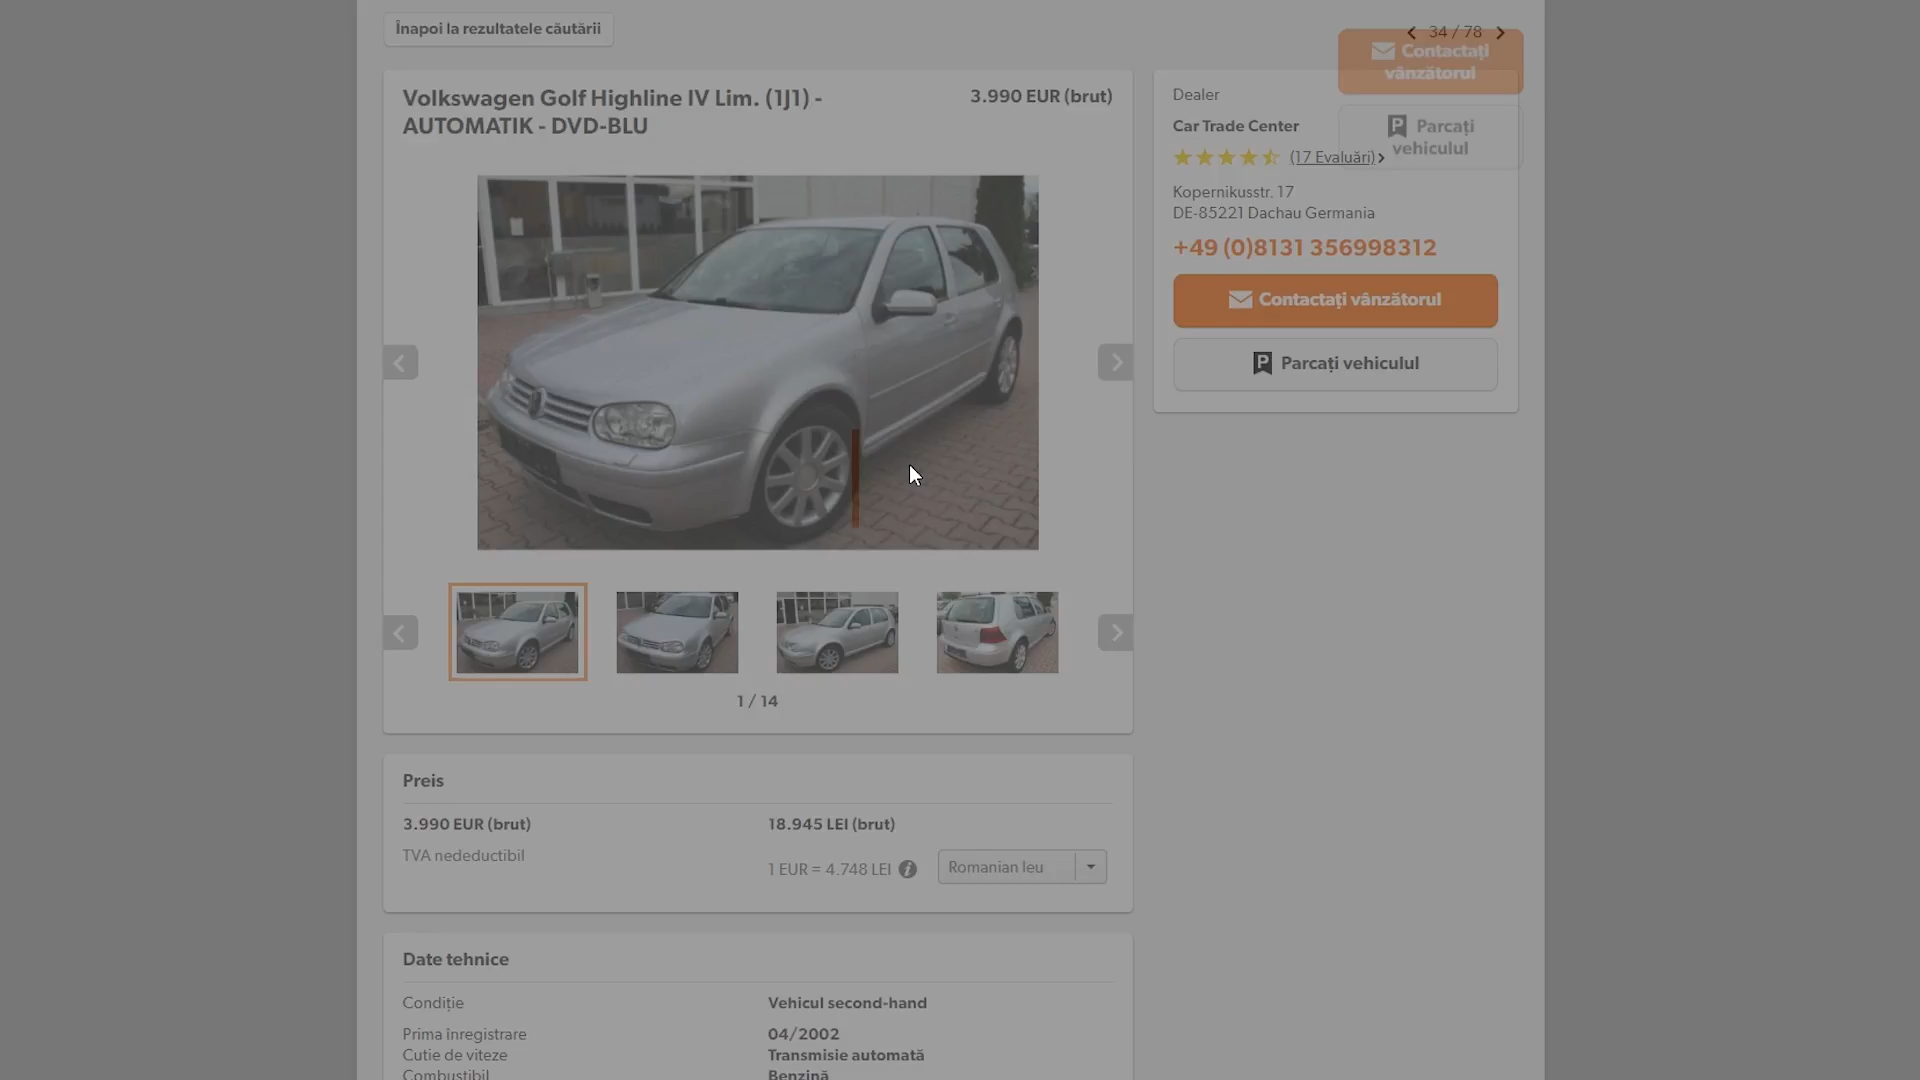 Înapoi la rezultatele căutării
34 / 78
Contactați
vânzătorul
Parcați
vehiculul
Volkswagen Golf Highline IV Lim. (1J1) -
AUTOMATIK - DVD-BLU
3.990 EUR (brut)
Dealer
Car Trade Center
(17 Evaluări)
Kopernikusstr. 17
DE-85221 Dachau Germania
+49 (0)8131 356998312
Contactați vânzătorul
Parcați vehiculul
1 / 14
Preis
3.990 EUR (brut)
18.945 LEI (brut)
TVA nedeductibil
1 EUR = 4.748 LEI
Romanian leu
Date tehnice
Condiție
Vehicul second-hand
Prima înregistrare
04/2002
Cutie de viteze
Transmisie automată
Combustibil
Benzină